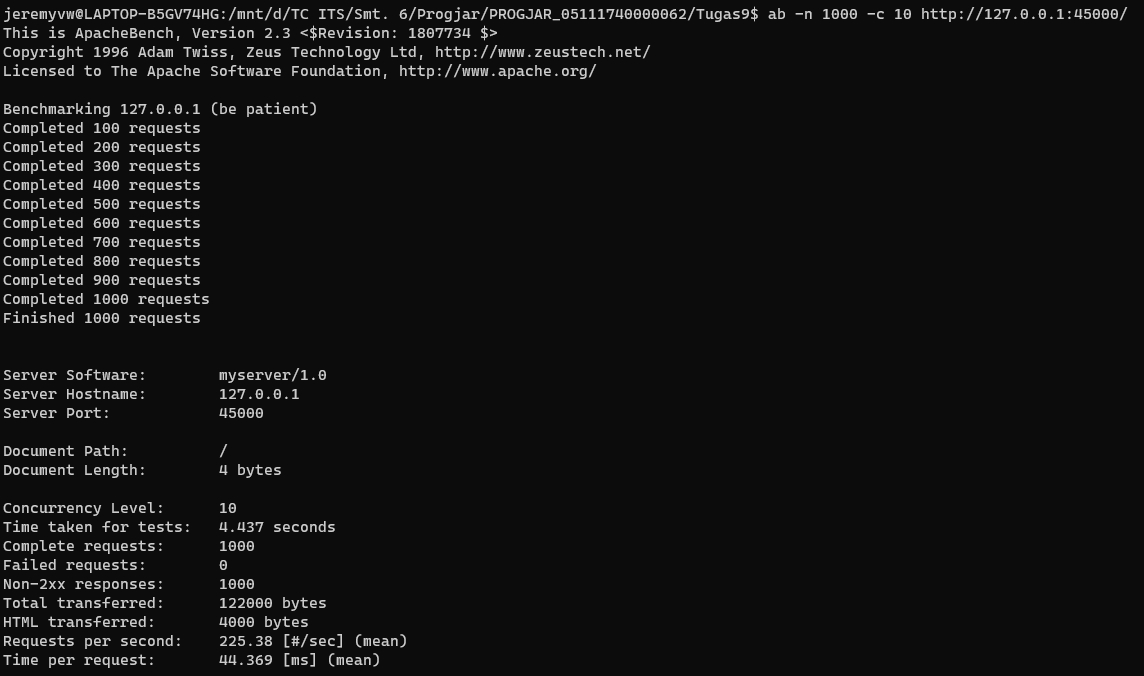 jeremyvw@LAPTOP-B5GV74HG:/mnt/d/TC ITS/Smt. 6/Progjar/PROGJAR_05111740000062/Tugas9$ ab -n 1000 -c 10 http://127.0.0.1:45000/
This is ApacheBench, Version 2.3 <$Revision: 1807734 $>
Copyright 1996 Adam Twiss, Zeus Technology Ltd, http://www.zeustech.net/
Licensed to The Apache Software Foundation, http://www.apache.org/

Benchmarking 127.0.0.1 (be patient)
Completed 100 requests
Completed 200 requests
Completed 300 requests
Completed 400 requests
Completed 500 requests
Completed 600 requests
Completed 700 requests
Completed 800 requests
Completed 900 requests
Completed 1000 requests
Finished 1000 requests


Server Software:        myserver/1.0
Server Hostname:        127.0.0.1
Server Port:            45000

Document Path:          /
Document Length:        4 bytes

Concurrency Level:      10
Time taken for tests:   4.437 seconds
Complete requests:      1000
Failed requests:        0
Non-2xx responses:      1000
Total transferred:      122000 bytes
HTML transferred:       4000 bytes
Requests per second:    225.38 [#/sec] (mean)
Time per request:       44.369 [ms] (mean)